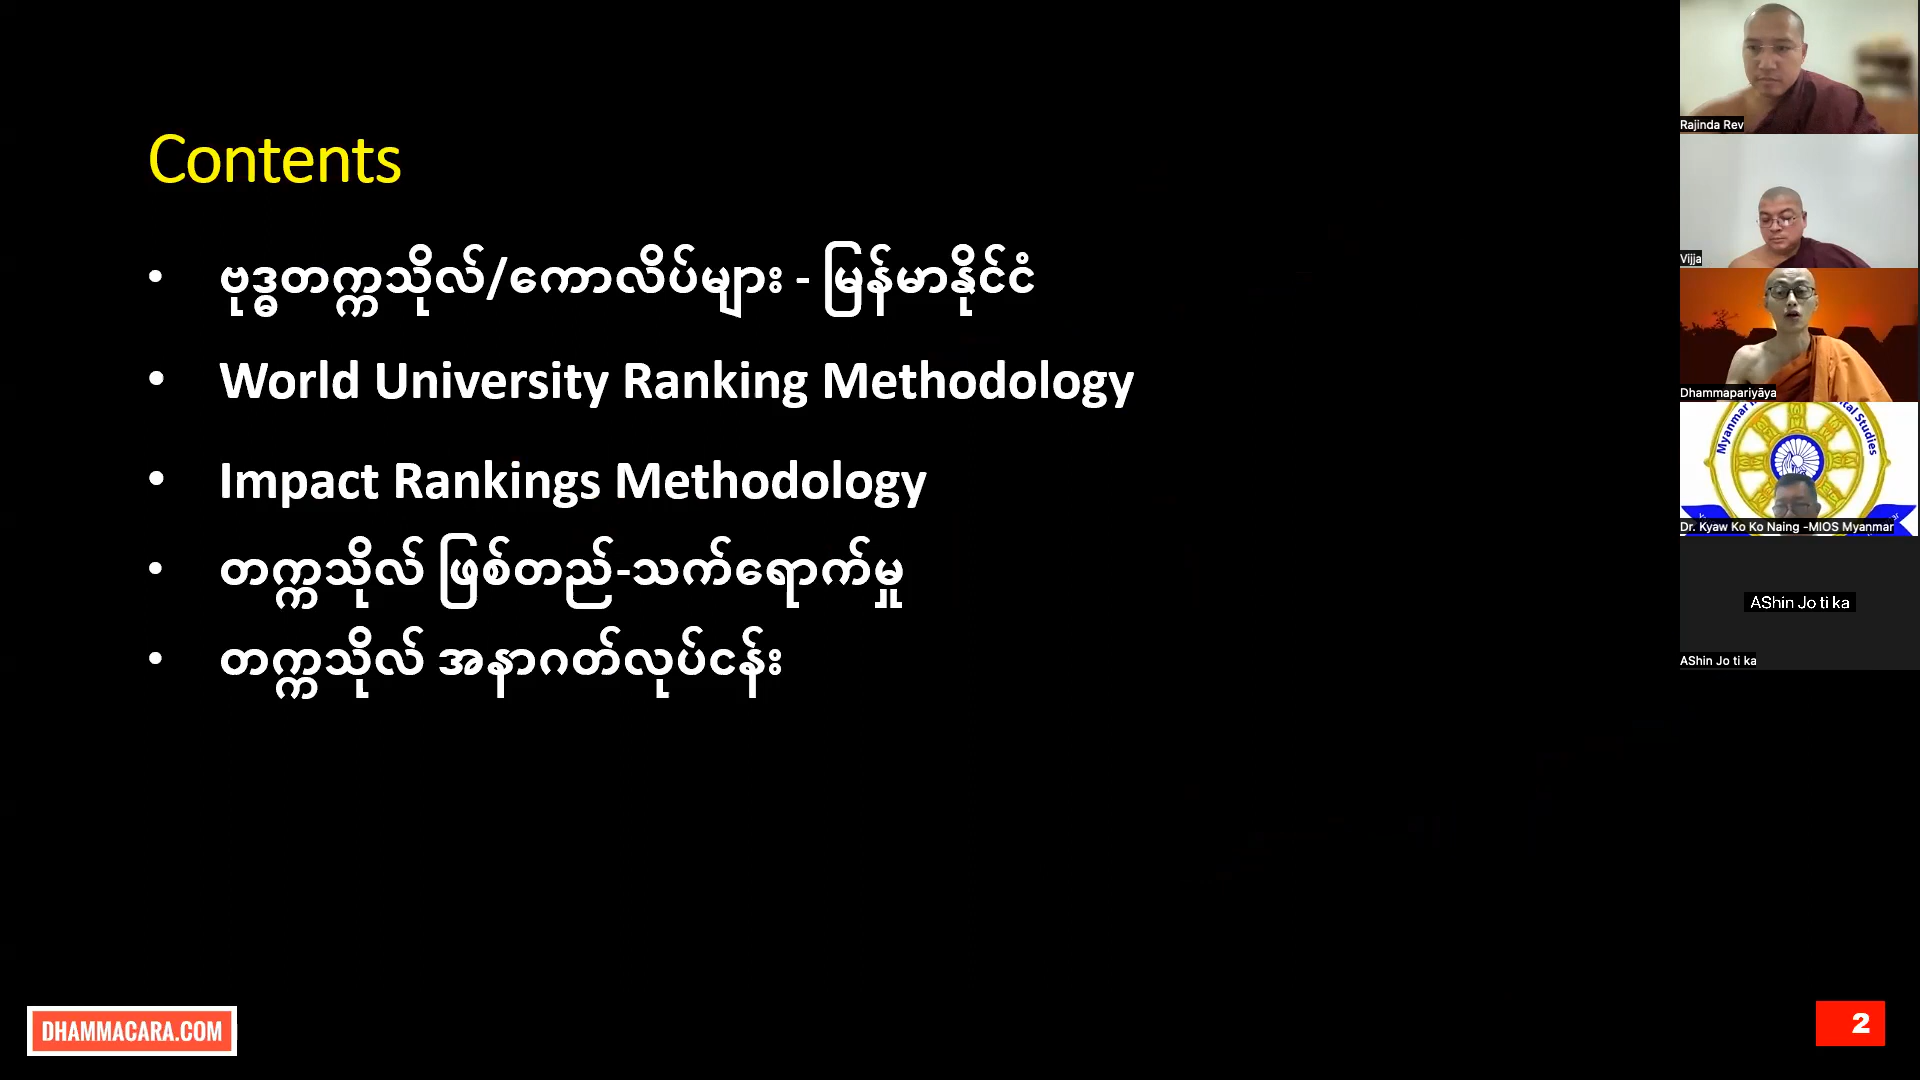 Contents
• ဗုဒ္ဓတက္ကသိုလ်/ကောလိပ်များ - မြန်မာနိုင်ငံ
• World University Ranking Methodology
• Impact Rankings Methodology
• တက္ကသိုလ် ဖြစ်တည်-သက်ရောက်မှု
• တက္ကသိုလ် အနာဂတ်လုပ်ငန်း
DHAMMACARA.COM
2
Rajinda Rev
Vijja
Dhammapariyāya
Myanmar
Studies
Dr. Kyaw Ko Ko Naing -MIOS Myanmar
AShin Jo ti ka
AShin Jo ti ka